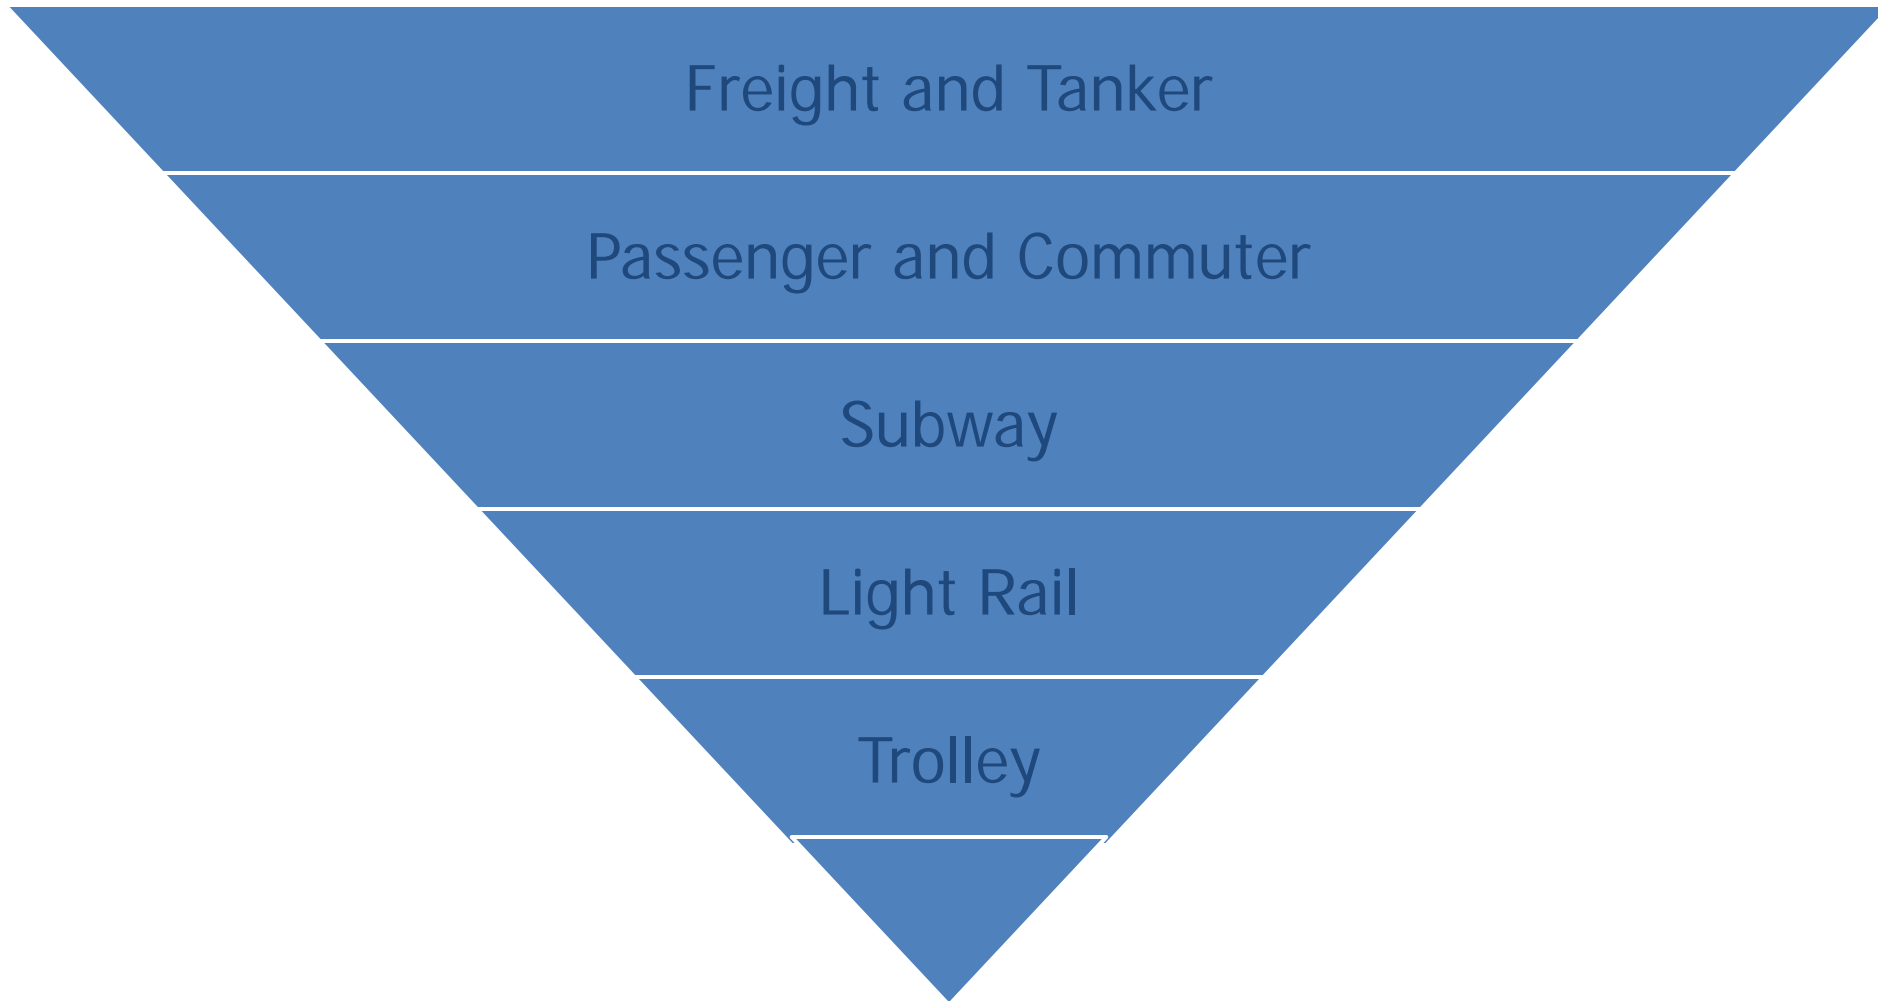 Freight and Tanker
Passenger and Commuter
Subway
Light Rail
Trolley